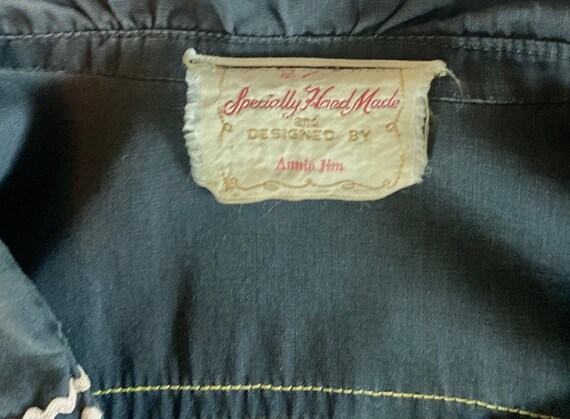 Specially Hand Made
and
DESIGNED BY
Annie Jim